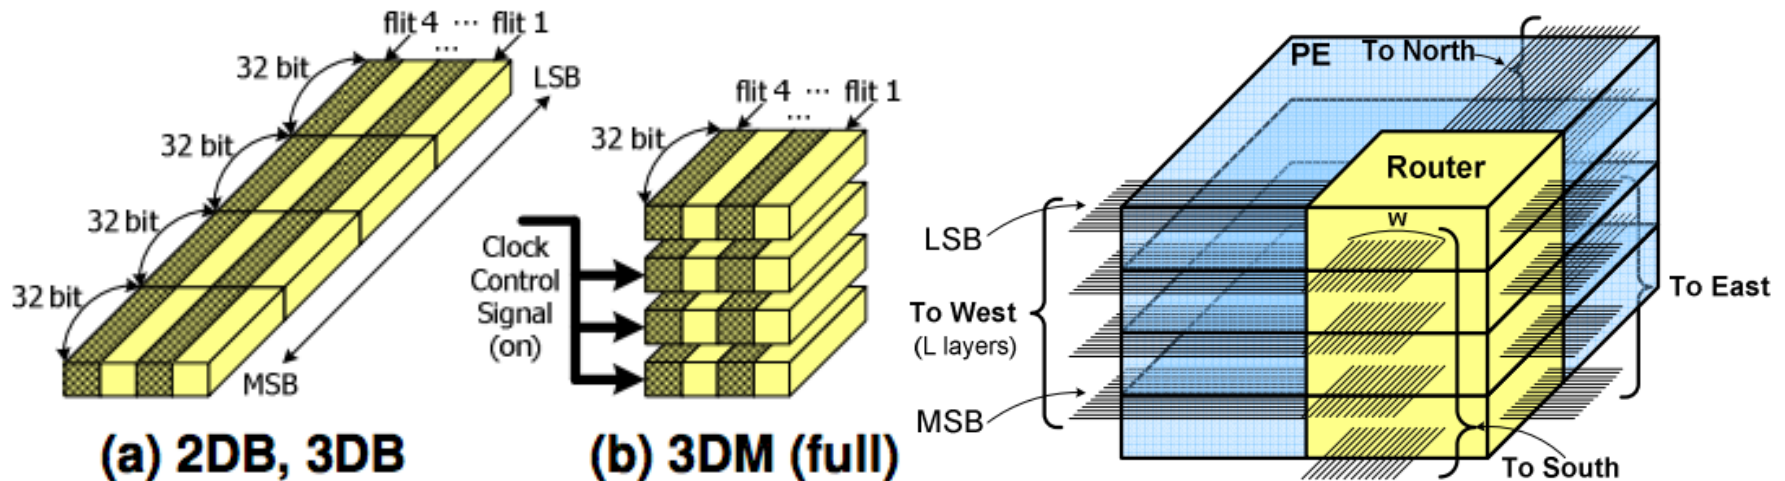 flit 4 ··· flit 1
...
32 bit
LSB
32 bit
32 bit
32 bit
MSB
(a) 2DB, 3DB
flit 4 ··· flit 1
...
32 bit
Clock
Control
Signal
(on)
(b) 3DM (full)
PE
To North
Router
w
LSB
To West
(L layers)
MSB
To East
To South